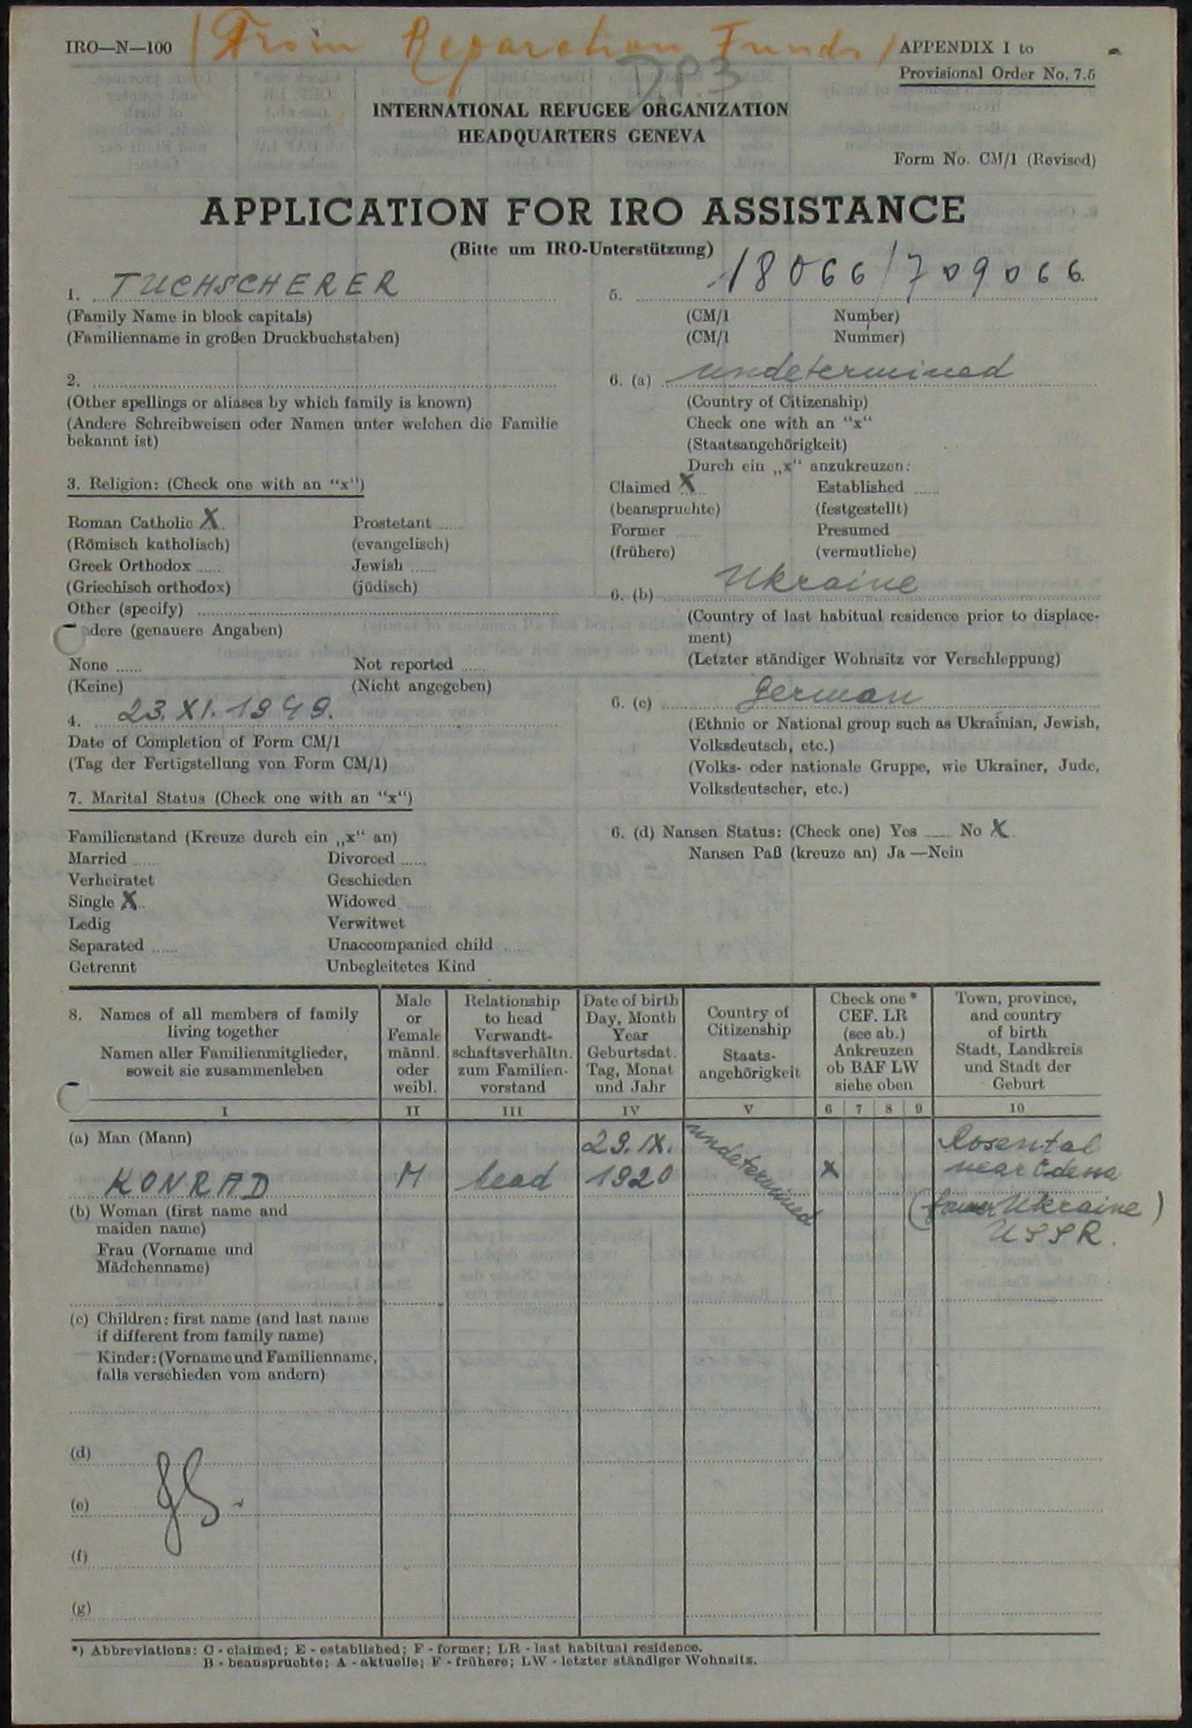 IRO—N—100
(From Reparation Funds)
D.P.3
APPENDIX I to
Provisional Order No. 7.5
INTERNATIONAL REFUGEE ORGANIZATION
HEADQUARTERS GENEVA
Form No. CM/1 (Revised)
APPLICATION FOR IRO ASSISTANCE
(Bitte um IRO-Unterstützung)
1. TUCHSCHERER
(Family Name in block capitals)
(Familienname in großen Druckbuchstaben)
5. 18066/709066
(CM/1 Number)
(CM/1 Nummer)
2.
(Other spellings or aliases by which family is known)
(Andere Schreibweisen oder Namen unter welchen die Familie
bekannt ist)
6. (a) undetermined
(Country of Citizenship)
Check one with an "x"
(Staatsangehörigkeit)
Durch ein „x" anzukreuzen:
Claimed X Established
(beanspruchte) (festgestellt)
Former Presumed
(frühere) (vermutliche)
3. Religion: (Check one with an "x")
Roman Catholic X Prostetant
(Römisch katholisch) (evangelisch)
Greek Orthodox Jewish
(Griechisch orthodox) (jüdisch)
Other (specify)
ndere (genauere Angaben)
None Not reported
(Keine) (Nicht angegeben)
6. (b) Ukraine
(Country of last habitual residence prior to displace-
ment)
(Letzter ständiger Wohnsitz vor Verschleppung)
4. 23. XI. 1949.
Date of Completion of Form CM/1
(Tag der Fertigstellung von Form CM/1)
6. (c) german
(Ethnic or National group such as Ukrainian, Jewish,
Volksdeutsch, etc.)
(Volks- oder nationale Gruppe, wie Ukrainer, Jude,
Volksdeutscher, etc.)
7. Marital Status (Check one with an "x")
Familienstand (Kreuze durch ein „x" an)
Married Divorced
Verheiratet Geschieden
Single X Widowed
Ledig Verwitwet
Separated Unaccompanied child
Getrennt Unbegleitetes Kind
6. (d) Nansen Status: (Check one) Yes No X
Nansen Paß (kreuze an) Ja —Nein
8. Names of all members of family
living together
Namen aller Familienmitglieder,
soweit sie zusammenleben
Male
or
Female
männl.
oder
weibl.
Relationship
to head
Verwandt-
schaftsverhältn.
zum Familien-
vorstand
Date of birth
Day, Month
Year
Geburtsdat.
Tag, Monat
und Jahr
Country of
Citizenship
Staats-
angehörigkeit
Check one *
CEF. LR
(see ab.)
Ankreuzen
ob BAF LW
siehe oben
Town, province,
and country
of birth
Stadt, Landkreis
und Stadt der
Geburt
I II III IV V 6 7 8 9 10
(a) Man (Mann)
KONRAD M head 29. IX. 1920 undetermined x
Rosental
near Odessa
(former Ukraine)
USSR.
(b) Woman (first name and
maiden name)
Frau (Vorname und
Mädchenname)
(c) Children: first name (and last name
if different from family name)
Kinder: (Vorname und Familienname,
falls verschieden vom andern)
(d)
(e)
(f)
(g)
*) Abbreviations: C - claimed; E - established; F - former; LR - last habitual residence.
B - beanspruchte; A - aktuelle; F - frühere; LW - letzter ständiger Wohnsitz.